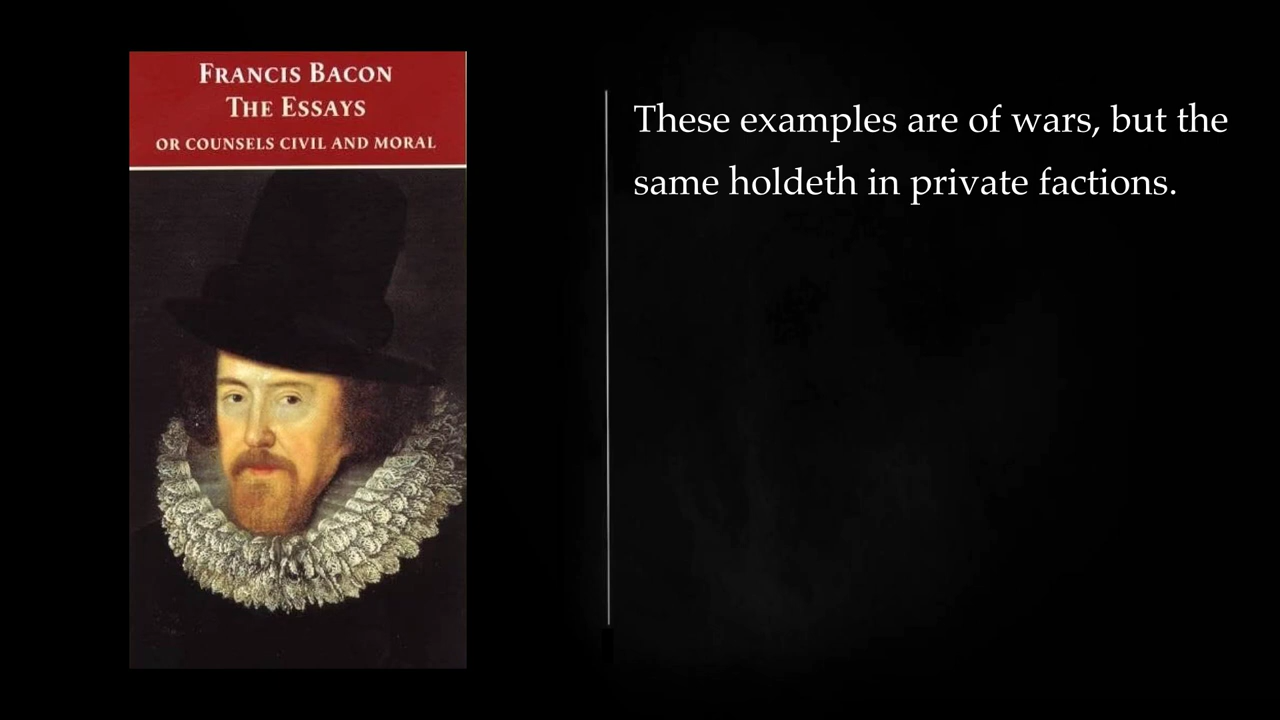 FRANCIS BACON
THE ESSAYS
OR COUNSELS CIVIL AND MORAL
These examples are of wars, but the
same holdeth in private factions.